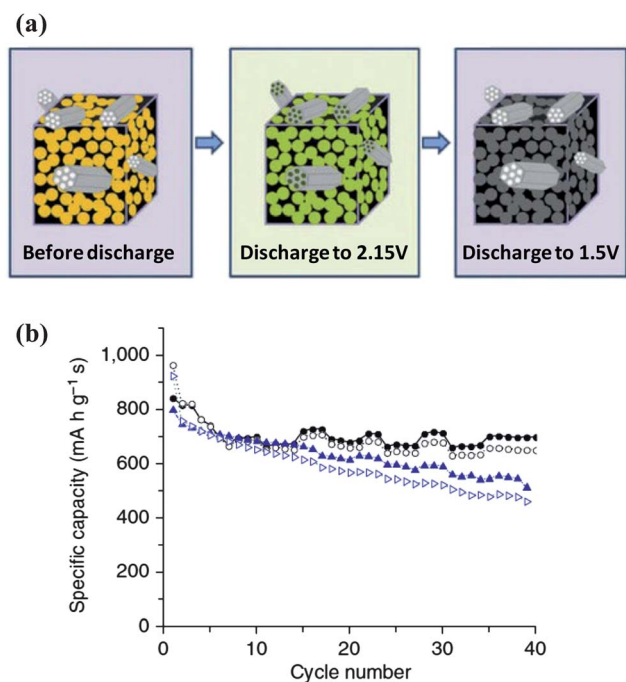 (a)
Before discharge
Discharge to 2.15V
Discharge to 1.5V
(b)
1,000
800
600
400
200
0
Specific capacity (mA h g⁻¹ s)
0
10
20
30
40
Cycle number